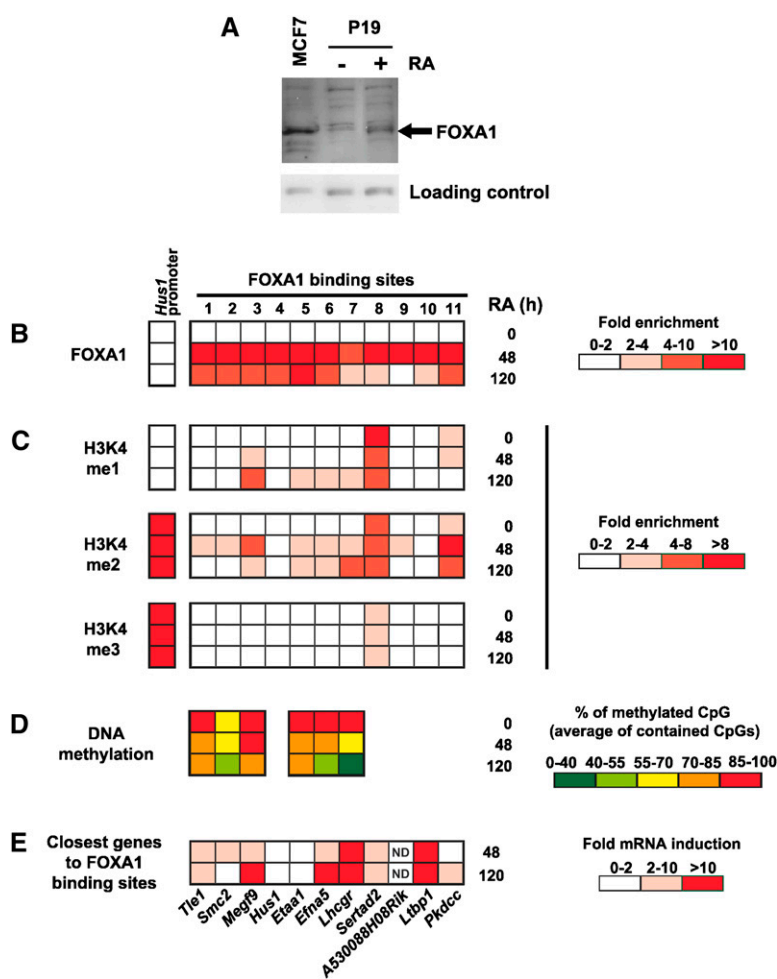 A
MCF7
P19
- +
RA
FOXA1
Loading control
Hus1 promoter
FOXA1 binding sites
1 2 3 4 5 6 7 8 9 10 11
RA (h)
B
FOXA1
0
48
120
Fold enrichment
0-2 2-4 4-10 >10
C
H3K4 me1
0
48
120
H3K4 me2
0
48
120
Fold enrichment
0-2 2-4 4-8 >8
H3K4 me3
0
48
120
D
DNA methylation
0
48
120
% of methylated CpG
(average of contained CpGs)
0-40 40-55 55-70 70-85 85-100
E
Closest genes
to FOXA1
binding sites
ND
ND
48
120
Fold mRNA induction
0-2 2-10 >10
Tle1
Smc2
Megf9
Hus1
Etaa1
Efna5
Lhcgr
Sertad2
A530088H08Rik
Ltbp1
Pkdcc